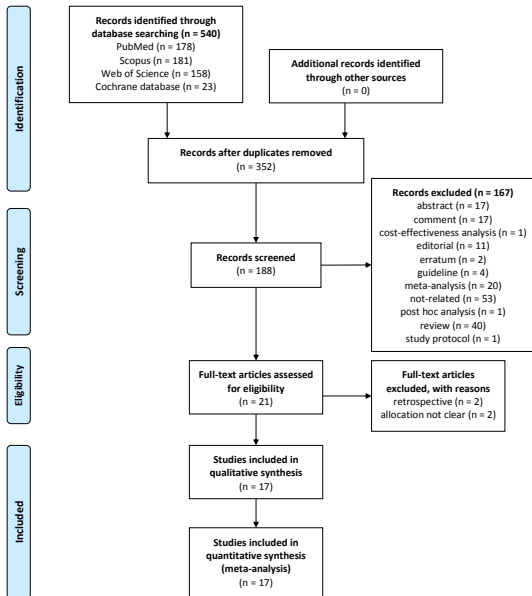 Identification
Records identified through
database searching (n = 540)
PubMed (n = 178)
Scopus (n = 181)
Web of Science (n = 158)
Cochrane database (n = 23)
Additional records identified
through other sources
(n = 0)
Records after duplicates removed
(n = 352)
Screening
Records screened
(n = 188)
Records excluded (n = 167)
abstract (n = 17)
comment (n = 17)
cost-effectiveness analysis (n = 1)
editorial (n = 11)
erratum (n = 2)
guideline (n = 4)
meta-analysis (n = 20)
not-related (n = 53)
post hoc analysis (n = 1)
review (n = 40)
study protocol (n = 1)
Eligibility
Full-text articles assessed
for eligibility
(n = 21)
Full-text articles
excluded, with reasons
retrospective (n = 2)
allocation not clear (n = 2)
Included
Studies included in
qualitative synthesis
(n = 17)
Studies included in
quantitative synthesis
(meta-analysis)
(n = 17)